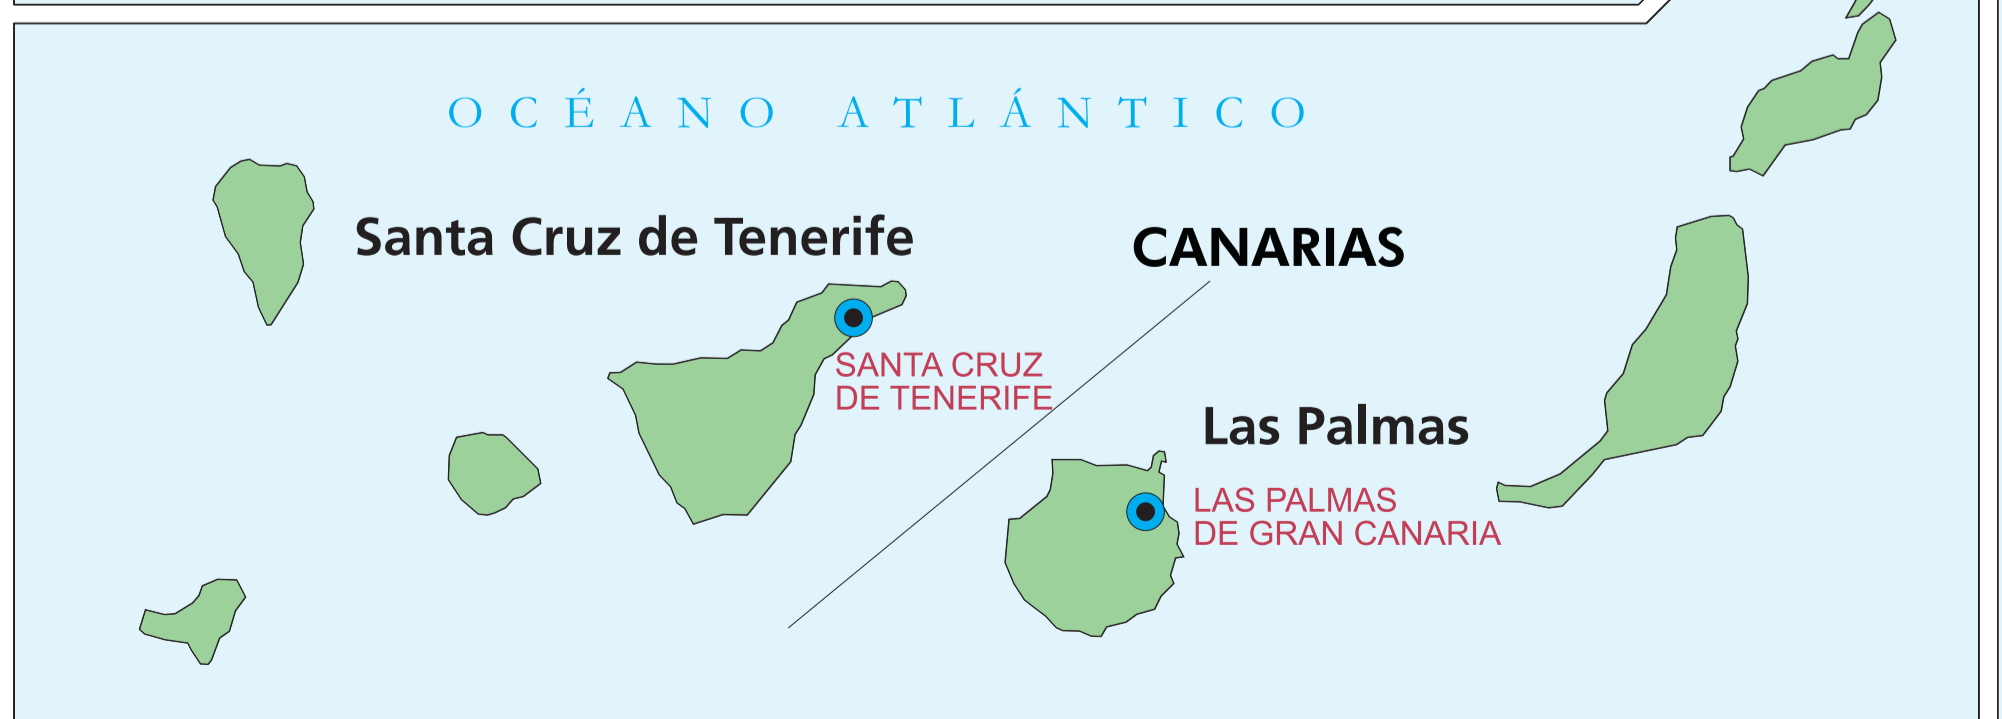 OCÉANO ATLÁNTICO
Santa Cruz de Tenerife
CANARIAS
SANTA CRUZ
DE TENERIFE
Las Palmas
LAS PALMAS
DE GRAN CANARIA